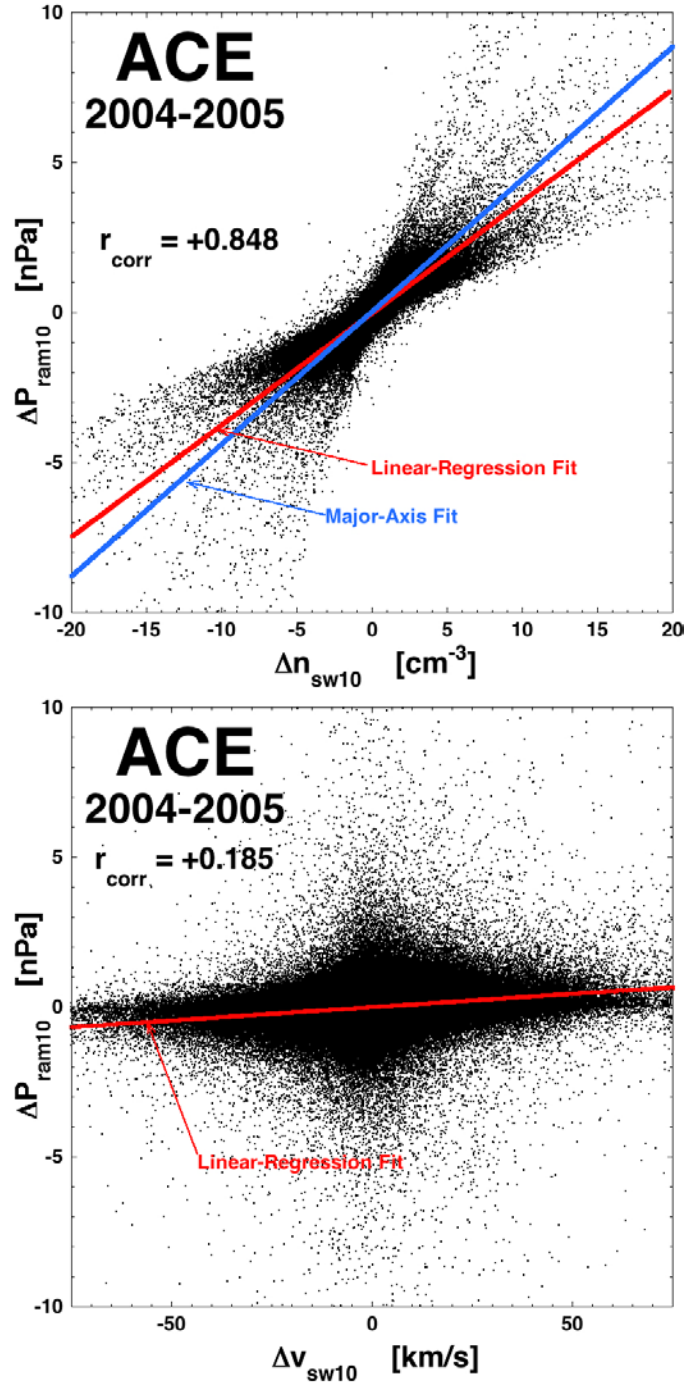 ACE
2004-2005
r_corr = +0.848
Linear-Regression Fit
Major-Axis Fit
ΔP_ram10 [nPa]
10
5
0
-5
-10
-20 -15 -10 -5 0 5 10 15 20
Δn_sw10 [cm^-3]
ACE
2004-2005
r_corr. = +0.185
Linear-Regression Fit
ΔP_ram10 [nPa]
10
5
0
-5
-10
-50 0 50
Δv_sw10 [km/s]